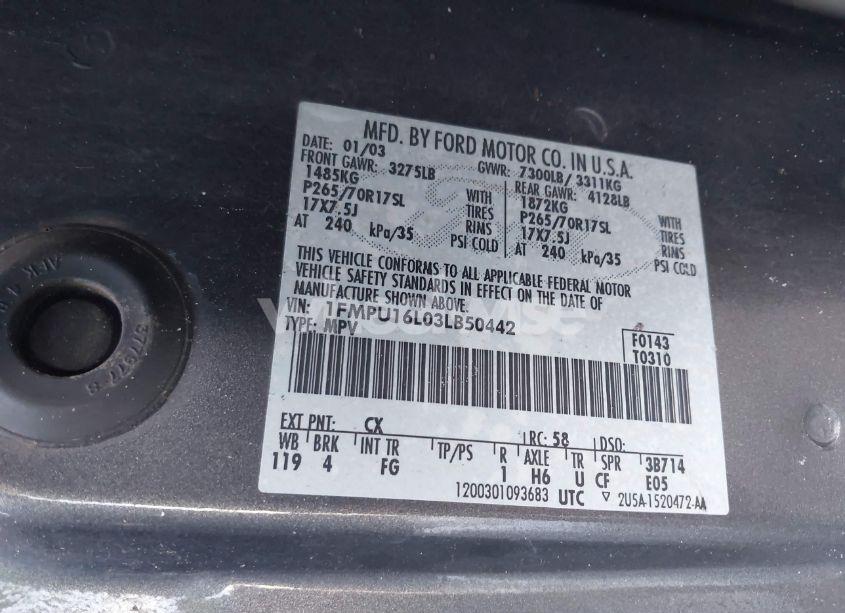 MFD. BY FORD MOTOR CO. IN U.S.A.
DATE: 01/03 GVWR: 7300LB/ 3311KG
FRONT GAWR: 3275LB REAR GAWR: 4128LB
1485KG WITH 1872KG WITH
P265/70R17SL TIRES P265/70R17SL TIRES
17X7.5J RIMS 17X7.5J RIMS
AT 240 kPa/35 PSI COLD AT 240 kPa/35 PSI COLD
THIS VEHICLE CONFORMS TO ALL APPLICABLE FEDERAL MOTOR
VEHICLE SAFETY STANDARDS IN EFFECT ON THE DATE OF
MANUFACTURE SHOWN ABOVE.
VIN: 1FMPU16L03LB50442
TYPE: MPV
F0143
T0310
EXT PNT: CX RC: 58 DSO:
WB BRK INT TR TP/PS R AXLE TR SPR 3B714
119 4 FG 1 H6 U CF E05
1200301093683 UTC ▽ 2U5A-1520472-AA
377977-S